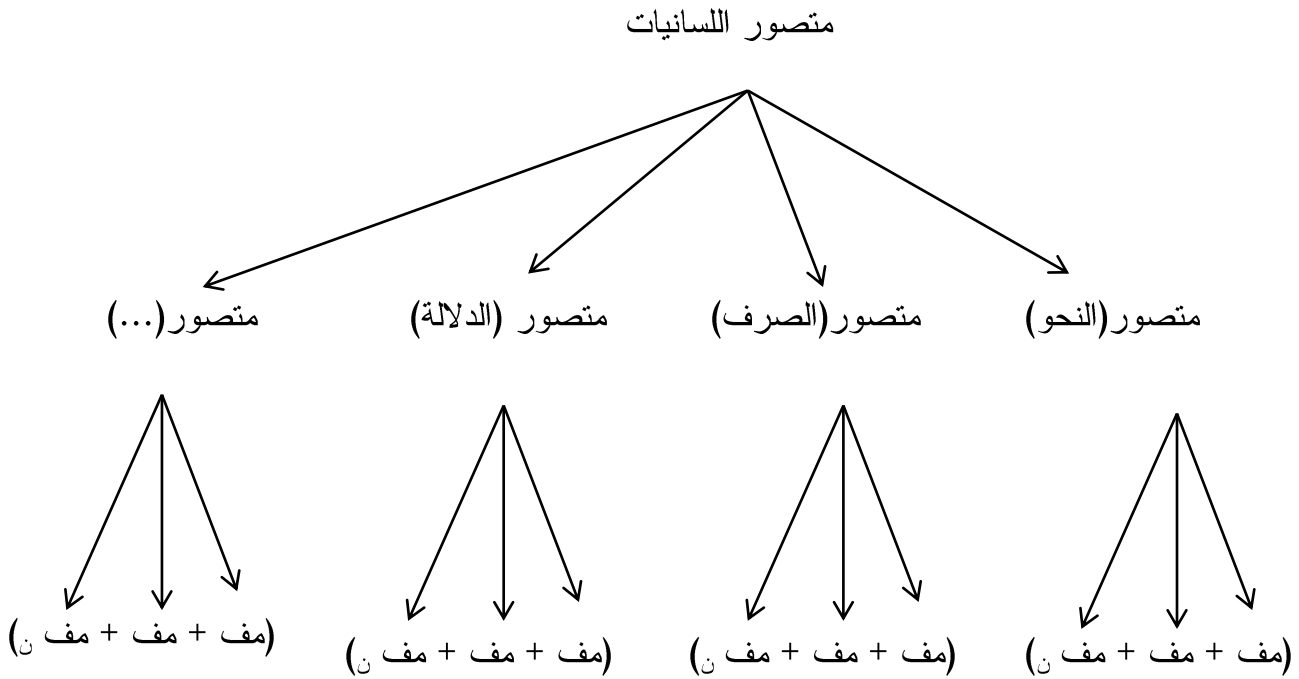 متصور اللسانيات
متصور(النحو) متصور(الصرف) متصور (الدلالة) متصور(...)
(مف + مف + مف ن) (مف + مف + مف ن) (مف + مف + مف ن) (مف + مف + مف ن)